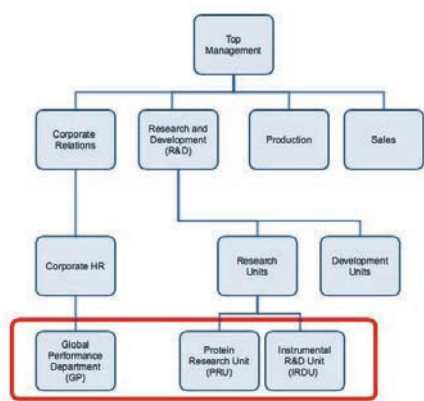 Top
Management
Corporate
Relations
Research and
Development
(R&D)
Production
Sales
Corporate HR
Research
Units
Development
Units
Global
Performance
Department
(GP)
Protein
Research Unit
(PRU)
Instrumental
R&D Unit
(IRDU)